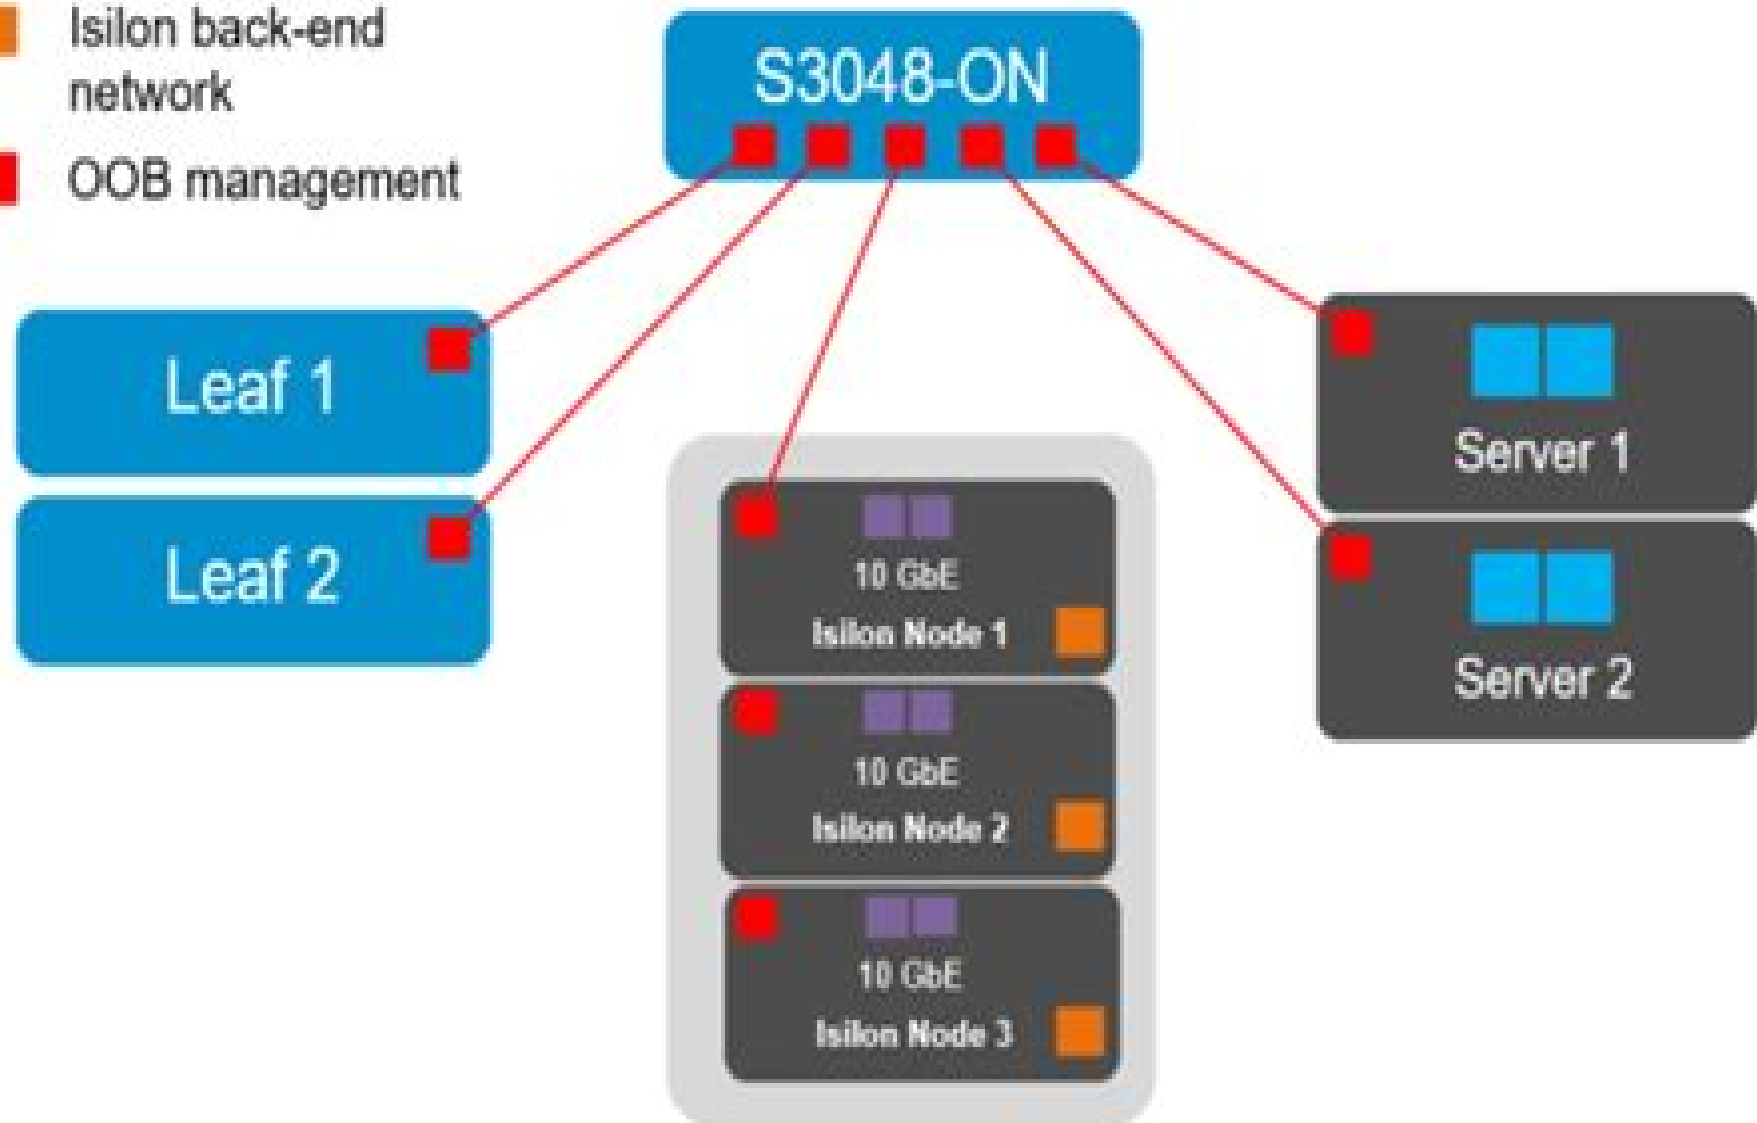 Isilon back-end
network
OOB management
S3048-ON
Leaf 1
Leaf 2
10 GbE
Isilon Node 1
10 GbE
Isilon Node 2
10 GbE
Isilon Node 3
Server 1
Server 2